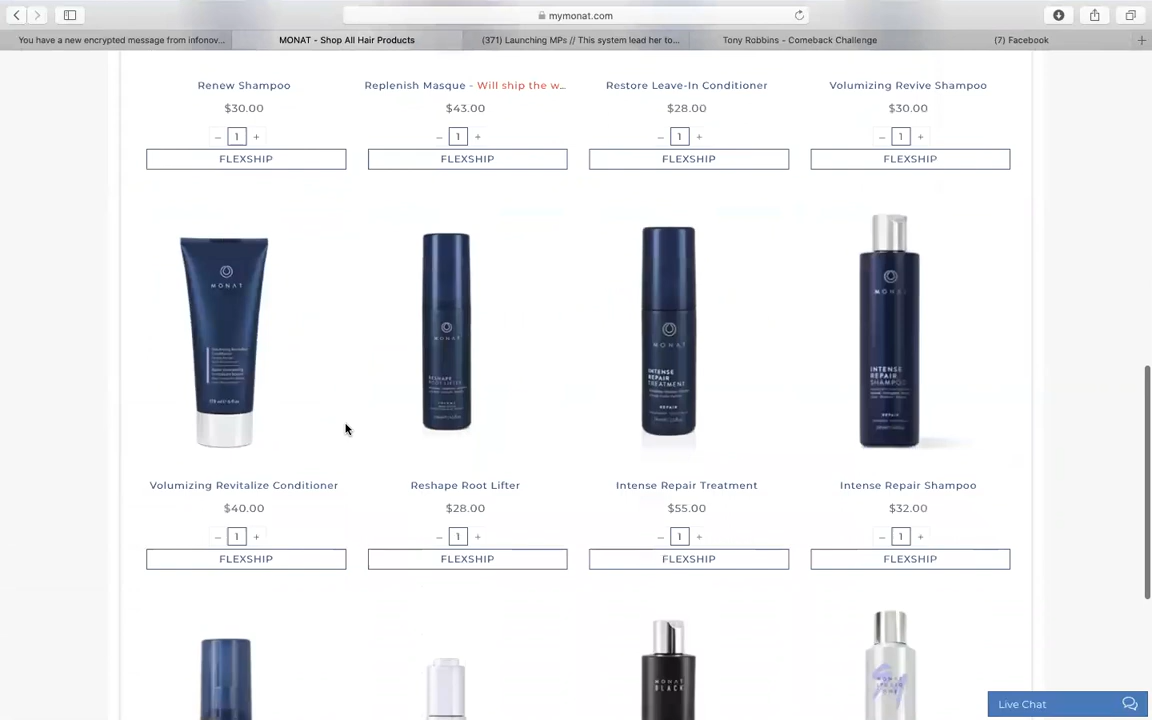 mymonat.com
You have a new encrypted message from infonov...
MONAT - Shop All Hair Products
(371) Launching MPs // This system lead her to...
Tony Robbins - Comeback Challenge
(7) Facebook
Renew Shampoo
Replenish Masque - Will ship the w...
Restore Leave-In Conditioner
Volumizing Revive Shampoo
$30.00
$43.00
$28.00
$30.00
– 1 +
– 1 +
– 1 +
– 1 +
FLEXSHIP
FLEXSHIP
FLEXSHIP
FLEXSHIP
MONAT
MONAT
RESHAPE
ROOT LIFTER
MONAT
INTENSE
REPAIR
TREATMENT
REPAIR
MONAT
INTENSE
REPAIR
SHAMPOO
REPAIR
Volumizing Revitalize Conditioner
Reshape Root Lifter
Intense Repair Treatment
Intense Repair Shampoo
$40.00
$28.00
$55.00
$32.00
– 1 +
– 1 +
– 1 +
– 1 +
FLEXSHIP
FLEXSHIP
FLEXSHIP
FLEXSHIP
MONAT
BLACK
MONAT
Live Chat